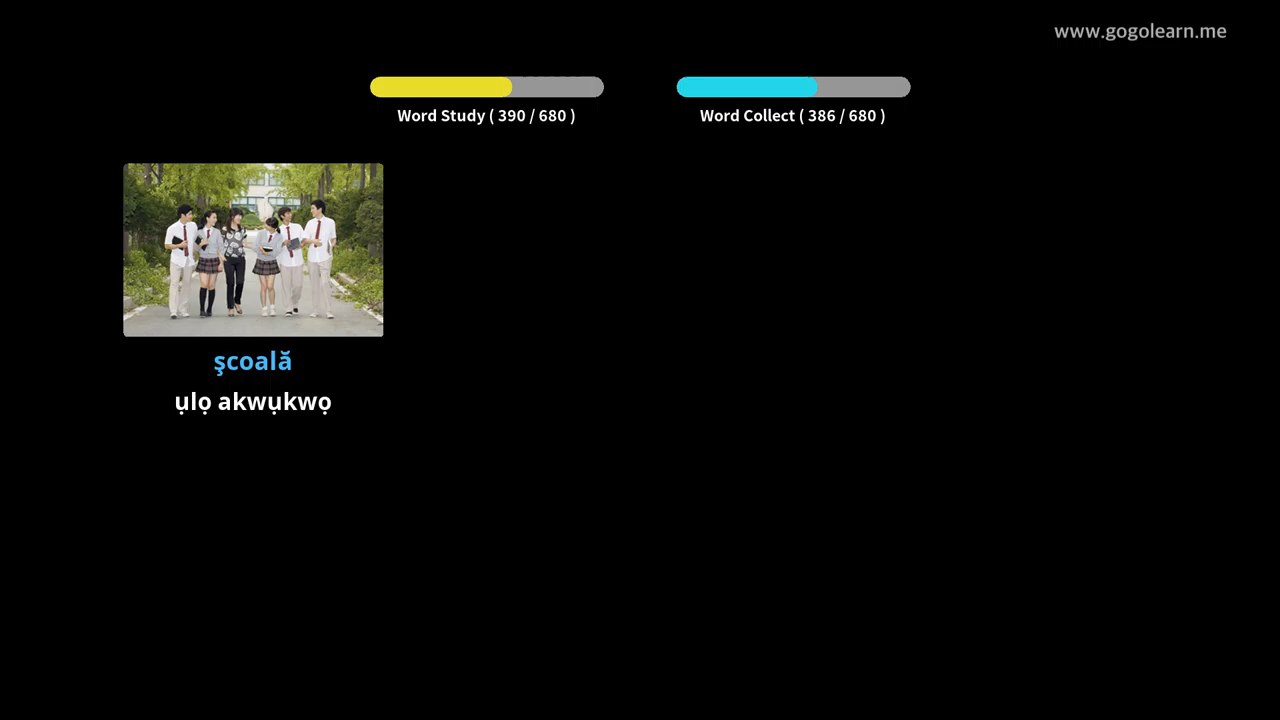 www.gogolearn.me
Word Study ( 390 / 680 )
Word Collect ( 386 / 680 )
şcoală
ụlọ akwụkwọ